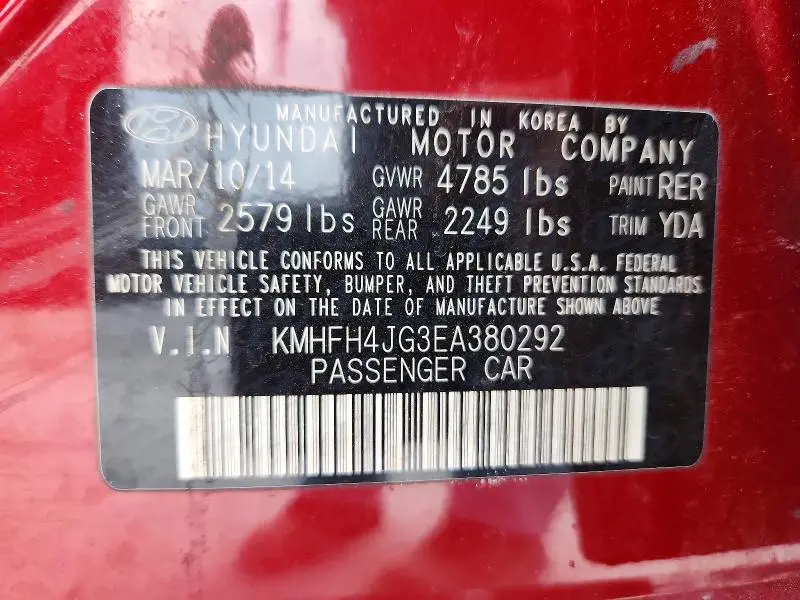 MANUFACTURED IN KOREA BY
HYUNDAI MOTOR COMPANY
MAR/10/14 GVWR 4785 lbs PAINT RER
GAWR FRONT 2579 lbs GAWR REAR 2249 lbs TRIM YDA
THIS VEHICLE CONFORMS TO ALL APPLICABLE U.S.A. FEDERAL
MOTOR VEHICLE SAFETY, BUMPER, AND THEFT PREVENTION STANDARDS
IN EFFECT ON THE DATE OF MANUFACTURE SHOWN ABOVE
V.I.N KMHFH4JG3EA380292
PASSENGER CAR